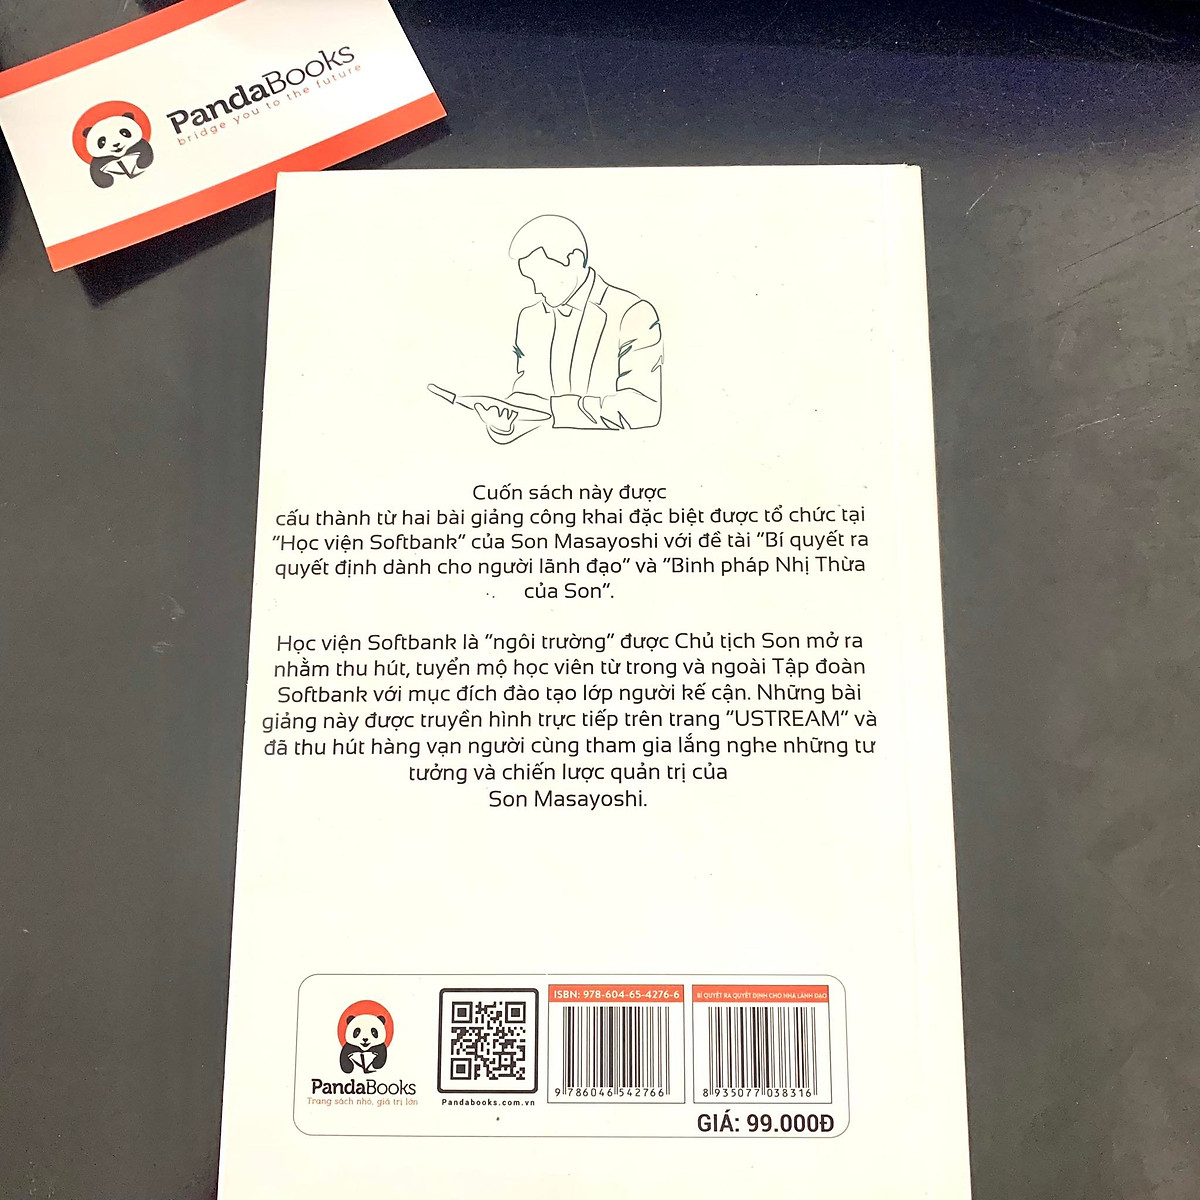 PandaBooks
bridge you to the future
Cuốn sách này được
cấu thành từ hai bài giảng công khai đặc biệt được tổ chức tại
"Học viện Softbank" của Son Masayoshi với đề tài "Bí quyết ra
quyết định dành cho người lãnh đạo" và "Binh pháp Nhị Thừa
của Son".
Học viện Softbank là "ngôi trường" được Chủ tịch Son mở ra
nhằm thu hút, tuyển mộ học viên từ trong và ngoài Tập đoàn
Softbank với mục đích đào tạo lớp người kế cận. Những bài
giảng này được truyền hình trực tiếp trên trang "USTREAM" và
đã thu hút hàng vạn người cùng tham gia lắng nghe những tư
tưởng và chiến lược quản trị của
Son Masayoshi.
PandaBooks
Trang sách nhỏ, giá trị lớn
Pandabooks.com.vn
ISBN: 978-604-65-4276-6
9 786046 542766
BÍ QUYẾT RA QUYẾT ĐỊNH CHO NHÀ LÃNH ĐẠO
8 935077 038316
GIÁ: 99.000Đ